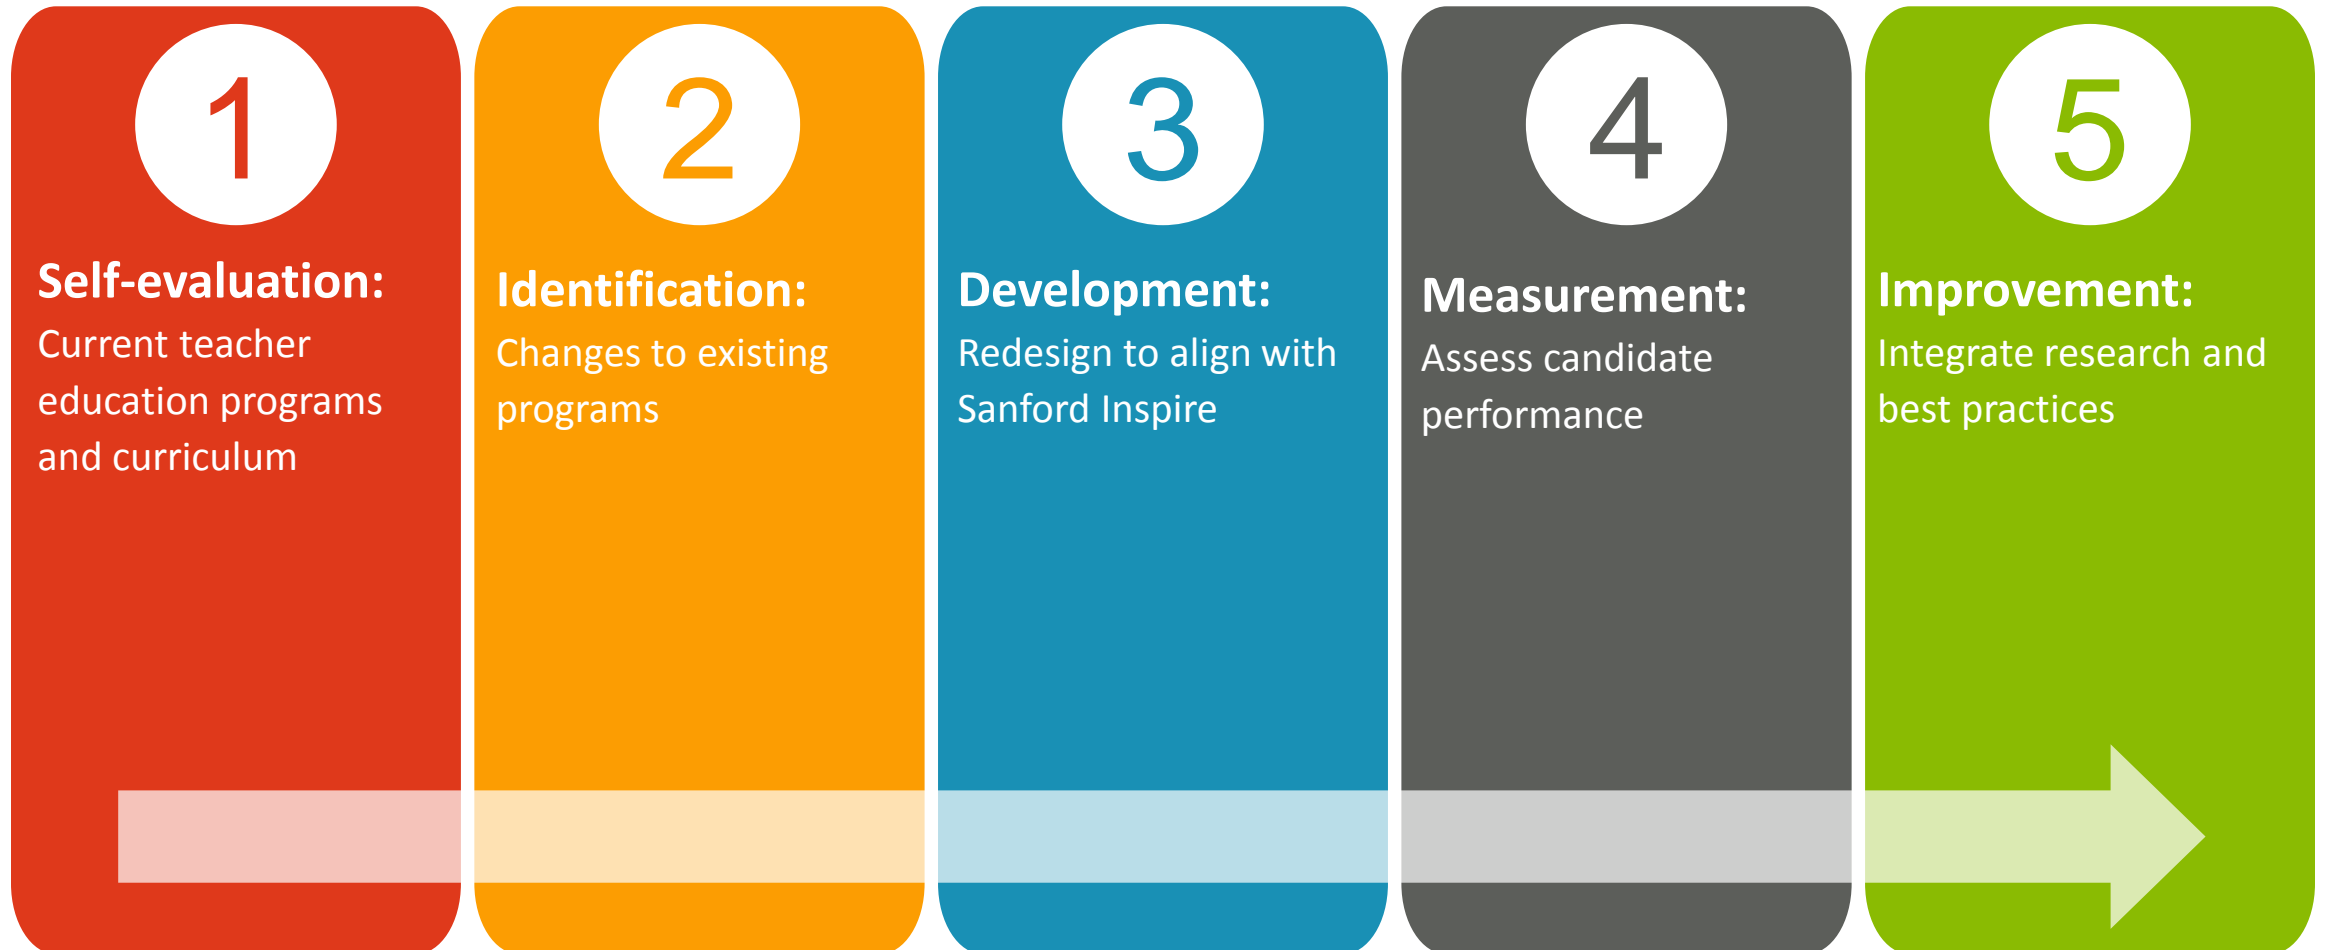 1
Self-evaluation:
Current teacher
education programs
and curriculum
2
Identification:
Changes to existing
programs
3
Development:
Redesign to align with
Sanford Inspire
4
Measurement:
Assess candidate
performance
5
Improvement:
Integrate research and
best practices